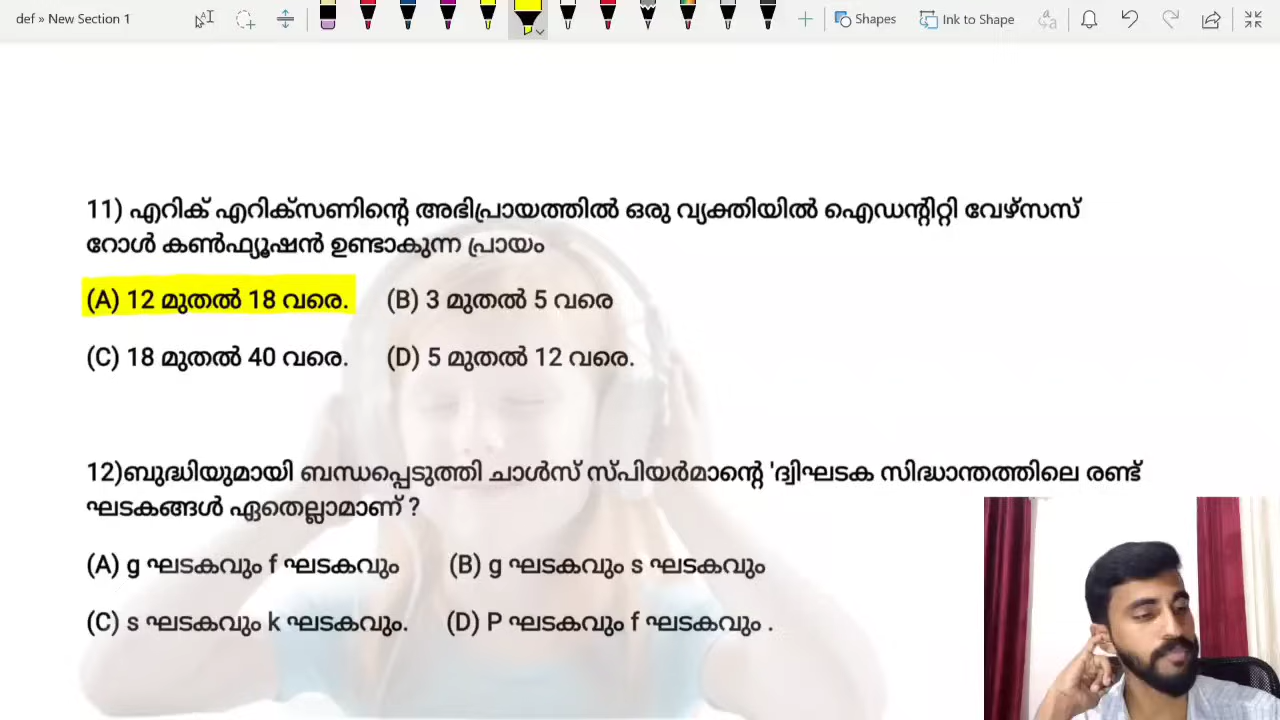 def » New Section 1
Shapes
Ink to Shape
11) എറിക് എറിക്സണിന്റെ അഭിപ്രായത്തിൽ ഒരു വ്യക്തിയിൽ ഐഡന്റിറ്റി വേഴ്സസ്
റോൾ കൺഫ്യൂഷൻ ഉണ്ടാകുന്ന പ്രായം
(A) 12 മുതൽ 18 വരെ. (B) 3 മുതൽ 5 വരെ
(C) 18 മുതൽ 40 വരെ. (D) 5 മുതൽ 12 വരെ.
12)ബുദ്ധിയുമായി ബന്ധപ്പെടുത്തി ചാൾസ് സ്പിയർമാന്റെ 'ദ്വിഘടക സിദ്ധാന്തത്തിലെ രണ്ട്
ഘടകങ്ങൾ ഏതെല്ലാമാണ് ?
(A) g ഘടകവും f ഘടകവും (B) g ഘടകവും s ഘടകവും
(C) s ഘടകവും k ഘടകവും. (D) P ഘടകവും f ഘടകവും .